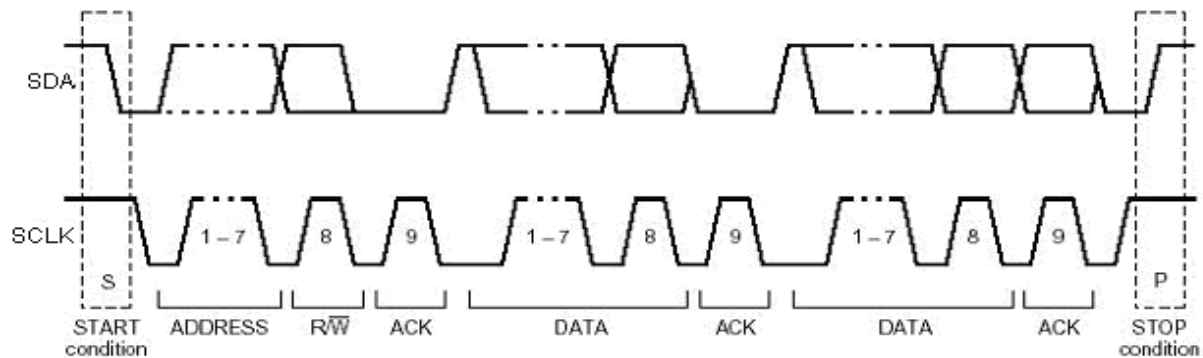 SDA
SCLK
1 – 7 8 9 1 – 7 8 9 1 – 7 8 9
S P
START condition
ADDRESS R/W̅ ACK DATA ACK DATA ACK
STOP condition